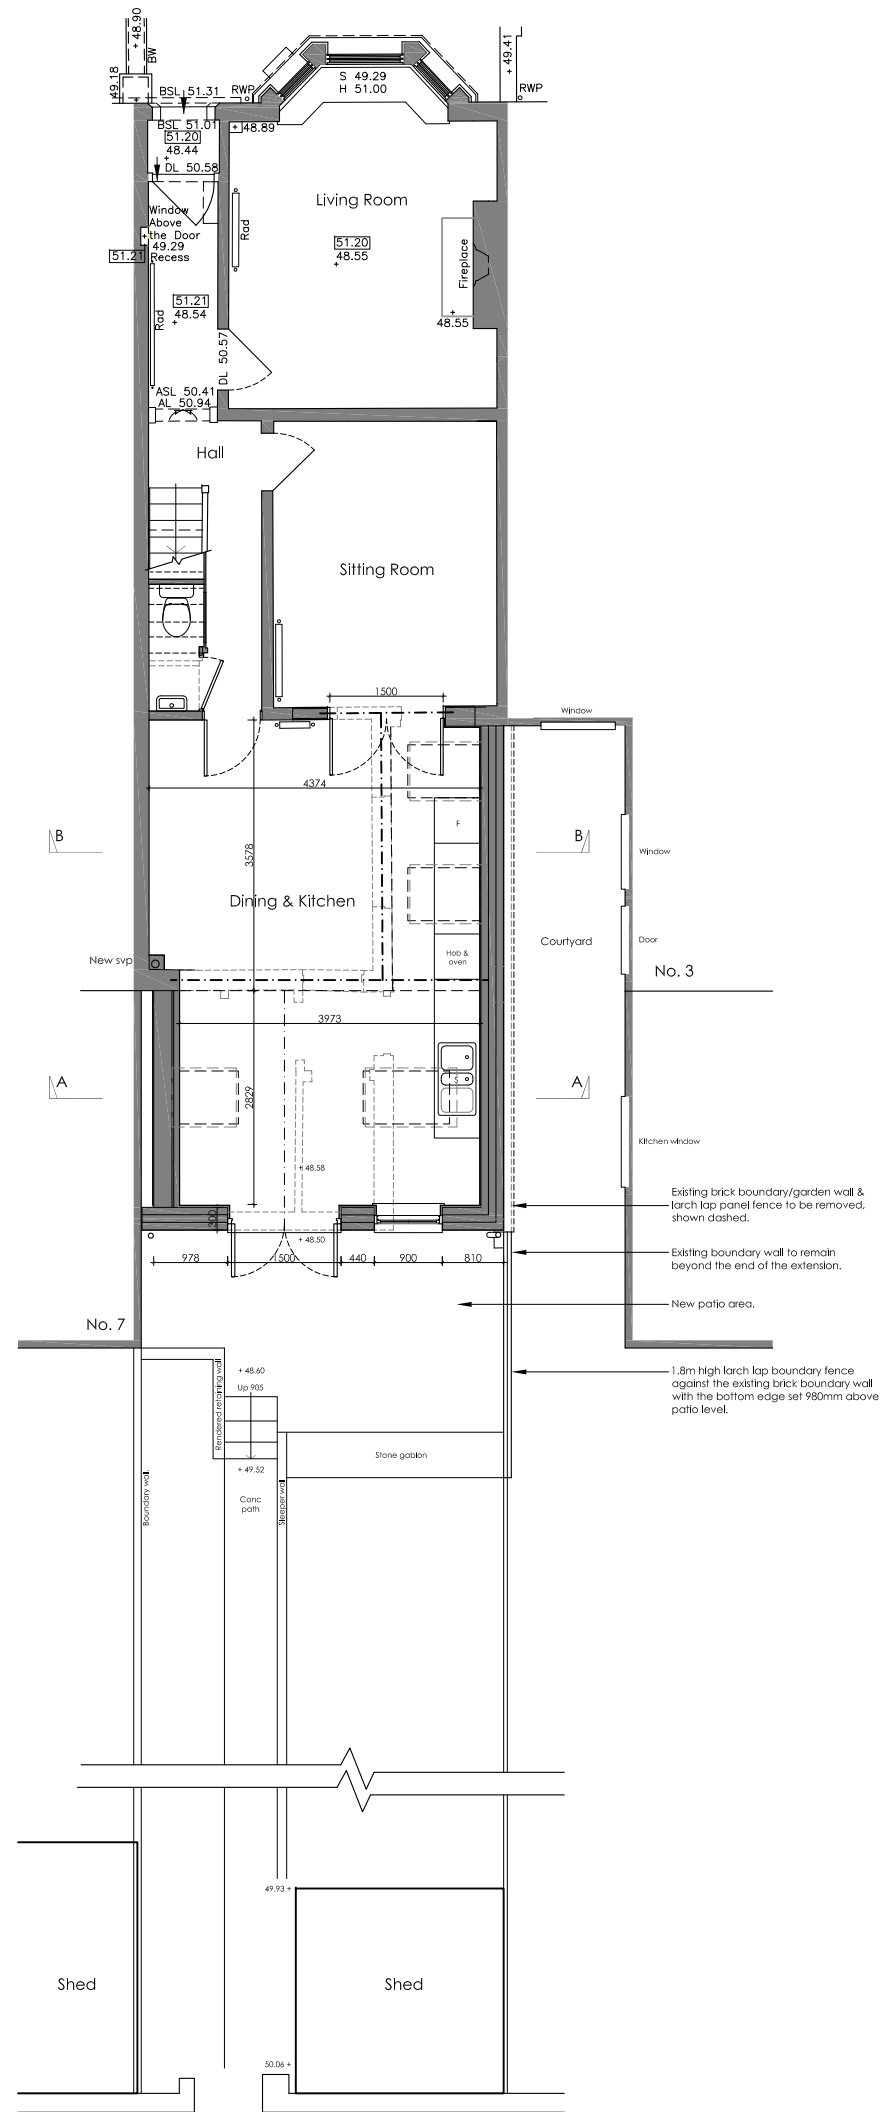 + 48.90
BW
49.18
+ 49.41
RWP
BSL 51.31
RWP
S 49.29
H 51.00
BSL 51.01
51.20
48.44
+
DL 50.58
+ 48.89
Window
Above
the Door
49.29
Recess
51.21
Living Room
Rad
51.20
48.55
+
Fireplace
+
48.55
51.21
48.54
+
Rad
DL 50.57
ASL 50.41
AL 50.94
Hall
Sitting Room
1500
Window
4374
B
B
F
3578
Window
Dining & Kitchen
Hob &
oven
Courtyard
Door
New svp
No. 3
3973
A
A
S
2829
Kitchen window
+ 48.58
Existing brick boundary/garden wall &
larch lap panel fence to be removed,
shown dashed.
300
+ 48.50
978
1500
440
900
810
Existing boundary wall to remain
beyond the end of the extension.
New patio area.
No. 7
Rendered retaining wall
+ 48.60
Up 905
1.8m high larch lap boundary fence
against the existing brick boundary wall
with the bottom edge set 980mm above
patio level.
Stone gabion
+ 49.52
Boundary wall.
Conc
path
Sleeper wall
49.93 +
Shed
Shed
50.06 +